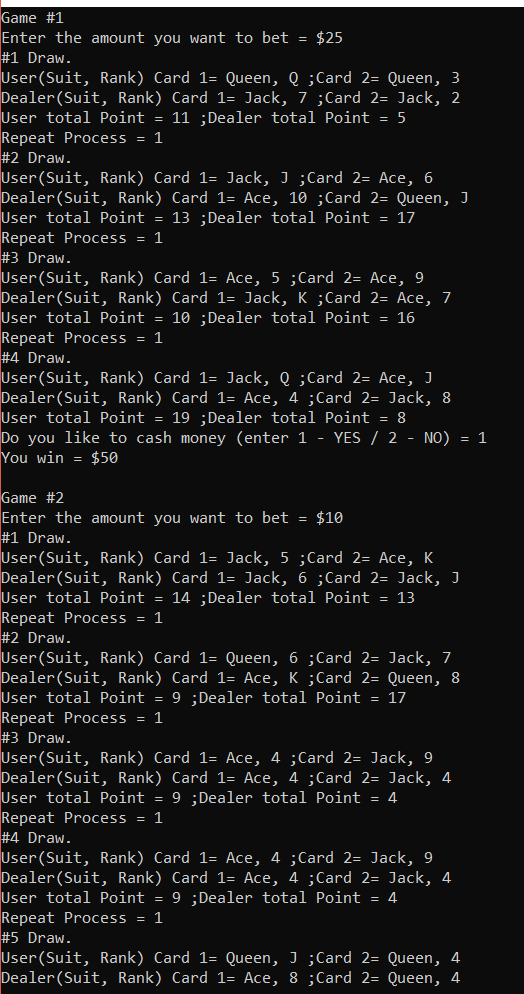 Game #1
Enter the amount you want to bet = $25
#1 Draw.
User(Suit, Rank) Card 1= Queen, Q ;Card 2= Queen, 3
Dealer(Suit, Rank) Card 1= Jack, 7 ;Card 2= Jack, 2
User total Point = 11 ;Dealer total Point = 5
Repeat Process = 1
#2 Draw.
User(Suit, Rank) Card 1= Jack, J ;Card 2= Ace, 6
Dealer(Suit, Rank) Card 1= Ace, 10 ;Card 2= Queen, J
User total Point = 13 ;Dealer total Point = 17
Repeat Process = 1
#3 Draw.
User(Suit, Rank) Card 1= Ace, 5 ;Card 2= Ace, 9
Dealer(Suit, Rank) Card 1= Jack, K ;Card 2= Ace, 7
User total Point = 10 ;Dealer total Point = 16
Repeat Process = 1
#4 Draw.
User(Suit, Rank) Card 1= Jack, Q ;Card 2= Ace, J
Dealer(Suit, Rank) Card 1= Ace, 4 ;Card 2= Jack, 8
User total Point = 19 ;Dealer total Point = 8
Do you like to cash money (enter 1 - YES / 2 - NO) = 1
You win = $50
Game #2
Enter the amount you want to bet = $10
#1 Draw.
User(Suit, Rank) Card 1= Jack, 5 ;Card 2= Ace, K
Dealer(Suit, Rank) Card 1= Jack, 6 ;Card 2= Jack, J
User total Point = 14 ;Dealer total Point = 13
Repeat Process = 1
#2 Draw.
User(Suit, Rank) Card 1= Queen, 6 ;Card 2= Jack, 7
Dealer(Suit, Rank) Card 1= Ace, K ;Card 2= Queen, 8
User total Point = 9 ;Dealer total Point = 17
Repeat Process = 1
#3 Draw.
User(Suit, Rank) Card 1= Ace, 4 ;Card 2= Jack, 9
Dealer(Suit, Rank) Card 1= Ace, 4 ;Card 2= Jack, 4
User total Point = 9 ;Dealer total Point = 4
Repeat Process = 1
#4 Draw.
User(Suit, Rank) Card 1= Ace, 4 ;Card 2= Jack, 9
Dealer(Suit, Rank) Card 1= Ace, 4 ;Card 2= Jack, 4
User total Point = 9 ;Dealer total Point = 4
Repeat Process = 1
#5 Draw.
User(Suit, Rank) Card 1= Queen, J ;Card 2= Queen, 4
Dealer(Suit, Rank) Card 1= Ace, 8 ;Card 2= Queen, 4